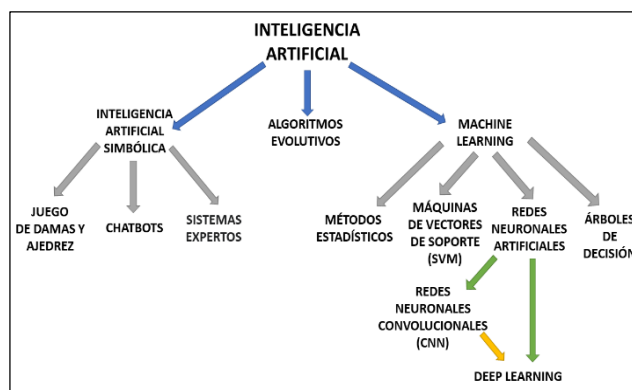 INTELIGENCIA
ARTIFICIAL
INTELIGENCIA
ARTIFICIAL
SIMBÓLICA
ALGORITMOS
EVOLUTIVOS
MACHINE
LEARNING
JUEGO
DE DAMAS Y
AJEDREZ
CHATBOTS
SISTEMAS
EXPERTOS
MÉTODOS
ESTADÍSTICOS
MÁQUINAS
DE VECTORES
DE SOPORTE
(SVM)
REDES
NEURONALES
ARTIFICIALES
ÁRBOLES
DE
DECISIÓN
REDES
NEURONALES
CONVOLUCIONALES
(CNN)
DEEP LEARNING